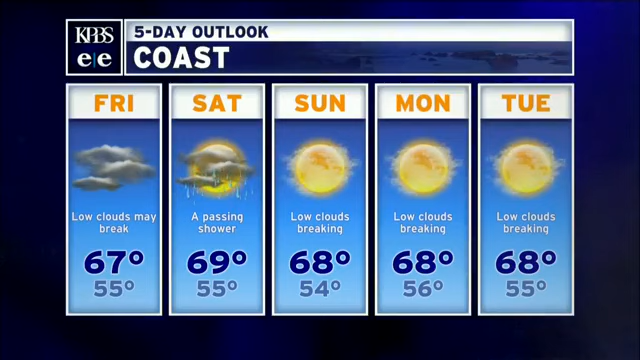 KPBS
e|e
5-DAY OUTLOOK
COAST
FRI
Low clouds may
break
67°
55°
SAT
A passing
shower
69°
55°
SUN
Low clouds
breaking
68°
54°
MON
Low clouds
breaking
68°
56°
TUE
Low clouds
breaking
68°
55°